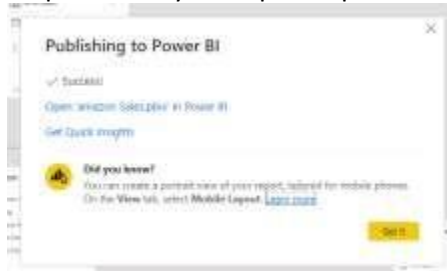 Publishing to Power BI
Success
Open 'amazon Sales.pbix' in Power BI
Get Quick Insights
Did you know?
You can create a portrait view of your report, tailored for mobile phones.
On the View tab, select Mobile Layout. Learn more
Got it